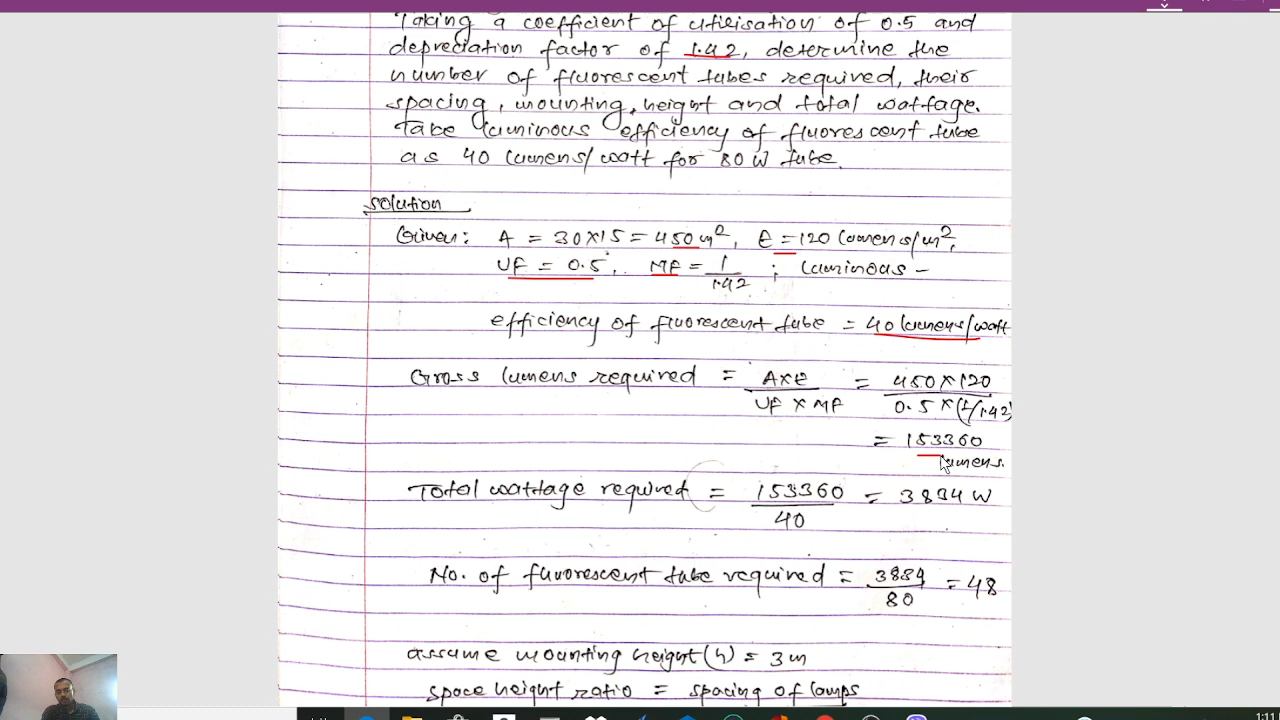 Taking a coefficient of utilisation of 0.5 and
depreciation factor of 1.42, determine the
number of fluorescent tubes required, their
spacing, mounting, height and total wattage.
Take luminous efficiency of fluorescent tube
as 40 lumens/watt for 80 W tube.
solution
Given: A = 30×15 = 450 m², E = 120 lumens/m²,
UF = 0.5, MF = 1/1.42 ; luminous -
efficiency of fluorescent tube = 40 lumens/watt
Gross lumens required = A×E / UF × MF = 450×120 / 0.5×(1/1.42)
= 153360
lumens.
Total wattage required = 153360 / 40 = 3834 W
No. of fluorescent tube required = 3834 / 80 = 48
assume mounting height (h) = 3m
space height ratio = spacing of lamps
1:11